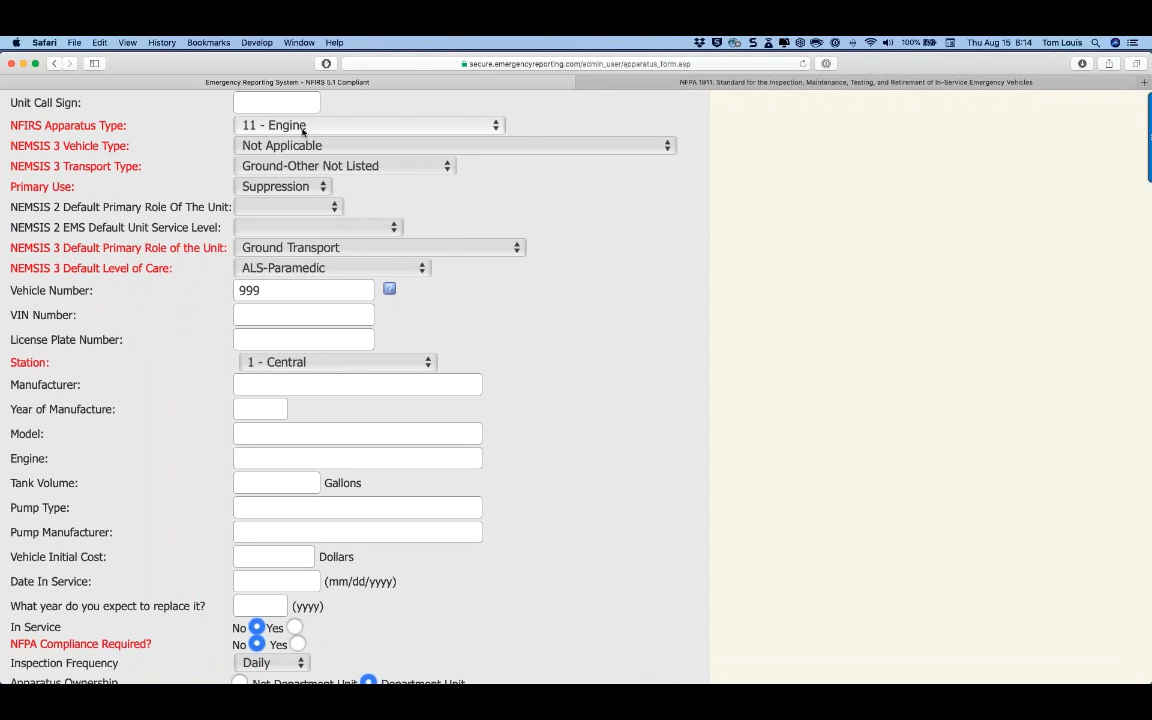 Safari File Edit View History Bookmarks Develop Window Help 100% Thu Aug 15 8:14 Tom Louis
secure.emergencyreporting.com/admin_user/apparatus_form.asp
Emergency Reporting System - NFIRS 5.1 Compliant NFPA 1911: Standard for the Inspection, Maintenance, Testing, and Retirement of In-Service Emergency Vehicles
Unit Call Sign:
NFIRS Apparatus Type: 11 - Engine
NEMSIS 3 Vehicle Type: Not Applicable
NEMSIS 3 Transport Type: Ground-Other Not Listed
Primary Use: Suppression
NEMSIS 2 Default Primary Role Of The Unit:
NEMSIS 2 EMS Default Unit Service Level:
NEMSIS 3 Default Primary Role of the Unit: Ground Transport
NEMSIS 3 Default Level of Care: ALS-Paramedic
Vehicle Number: 999
VIN Number:
License Plate Number:
Station: 1 - Central
Manufacturer:
Year of Manufacture:
Model:
Engine:
Tank Volume: Gallons
Pump Type:
Pump Manufacturer:
Vehicle Initial Cost: Dollars
Date In Service: (mm/dd/yyyy)
What year do you expect to replace it? (yyyy)
In Service No Yes
NFPA Compliance Required? No Yes
Inspection Frequency Daily
Apparatus Ownership Not Department Unit Department Unit